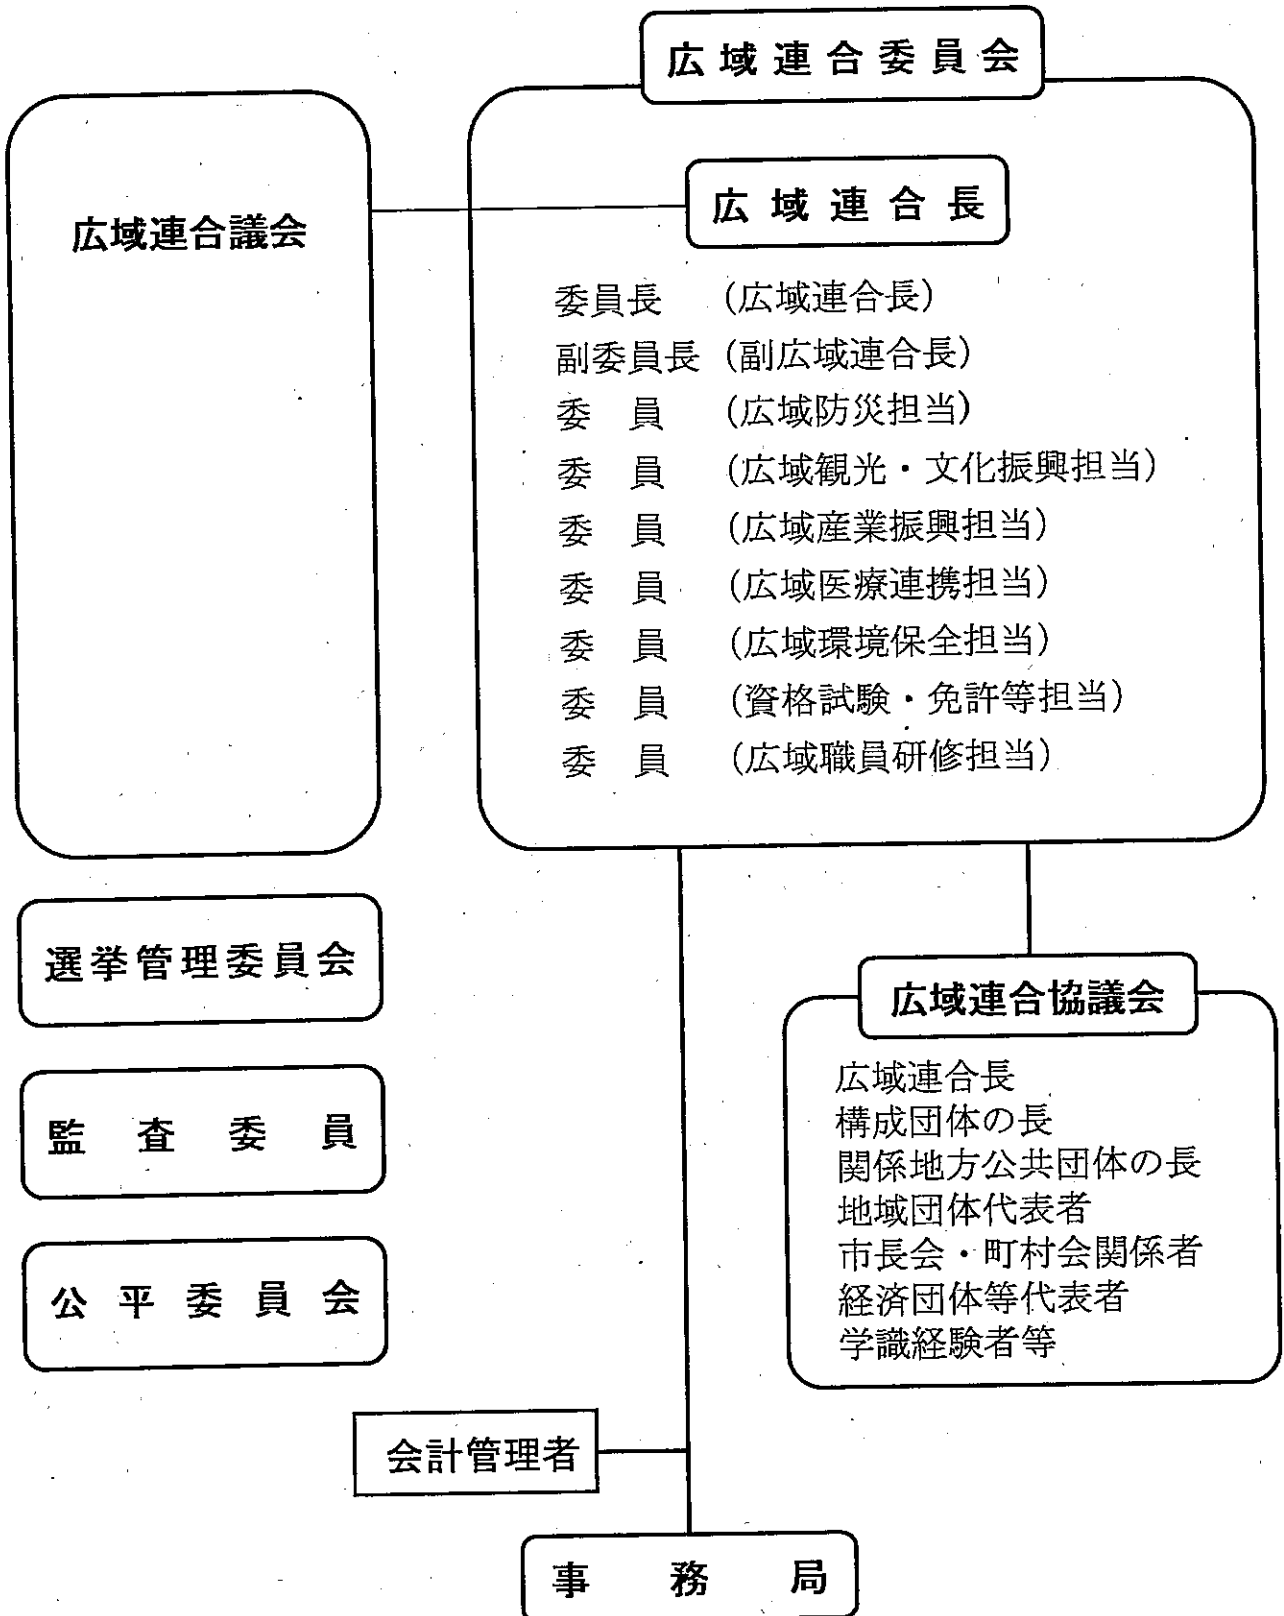 広域連合委員会
広域連合議会
広域連合長
委員長 (広域連合長)
副委員長 (副広域連合長)
委員 (広域防災担当)
委員 (広域観光・文化振興担当)
委員 (広域産業振興担当)
委員 (広域医療連携担当)
委員 (広域環境保全担当)
委員 (資格試験・免許等担当)
委員 (広域職員研修担当)
選挙管理委員会
監査委員
公平委員会
広域連合協議会
広域連合長
構成団体の長
関係地方公共団体の長
地域団体代表者
市長会・町村会関係者
経済団体等代表者
学識経験者等
会計管理者
事務局